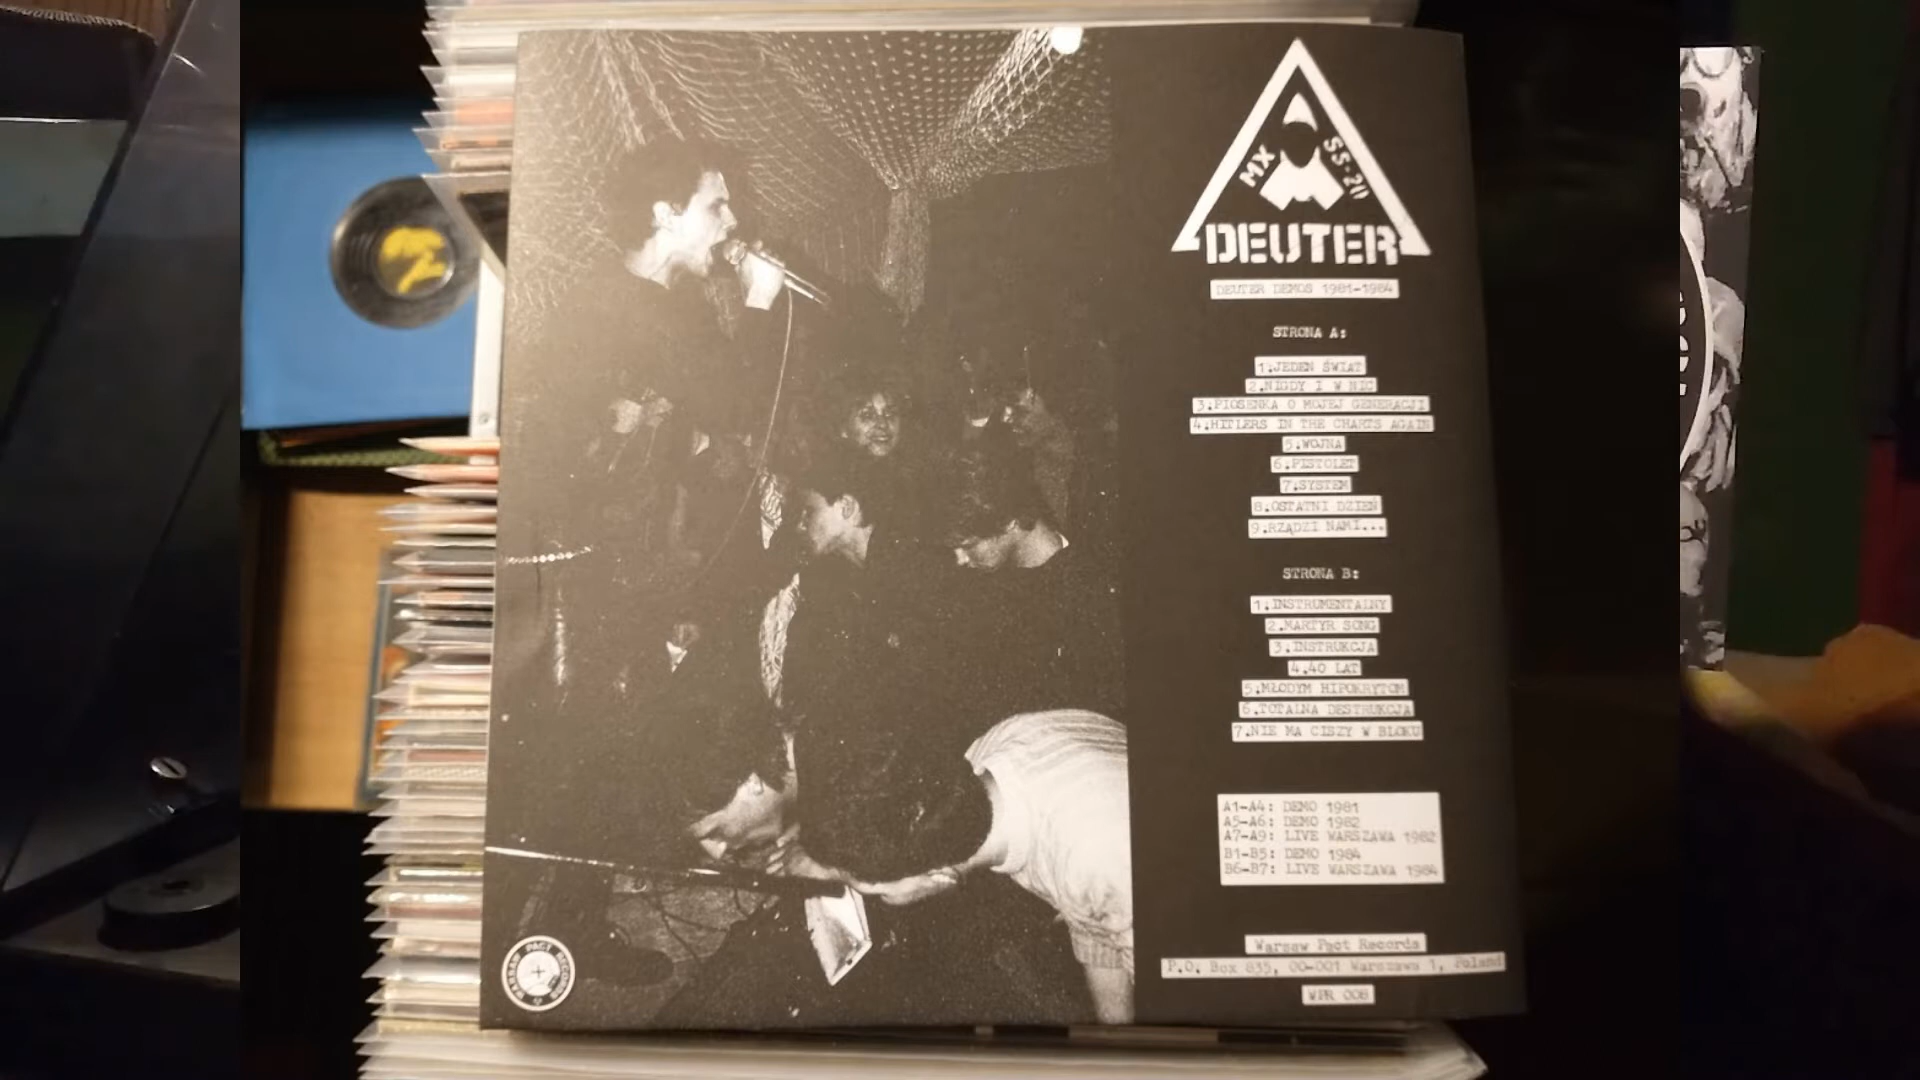 MX SS-20
DEUTER
DEUTER DEMOS 1981-1984
STRONA A:
1.JEDEN ŚWIAT
2.NIGDY I W NIC
3.PIOSENKA O MOJEJ GENERACJI
4.HITLERS IN THE CHARTS AGAIN
5.WOJNA
6.PISTOLET
7.SYSTEM
8.OSTATNI DZIEŃ
9.RZĄDZI NAMI...
STRONA B:
1.INSTRUMENTALNY
2.MARTYR SONG
3.INSTRUKCJA
4.40 LAT
5.MŁODYM HIPOKRYTOM
6.TOTALNA DESTRUKCJA
7.NIE MA CISZY W BLOKU
A1-A4: DEMO 1981
A5-A6: DEMO 1982
A7-A9: LIVE WARSZAWA 1982
B1-B5: DEMO 1984
B6-B7: LIVE WARSZAWA 1984
Warsaw Pact Records
P.O. Box 835, 00-001 Warszawa 1, Poland
WPR 008
WARSAW PACT RECORDS